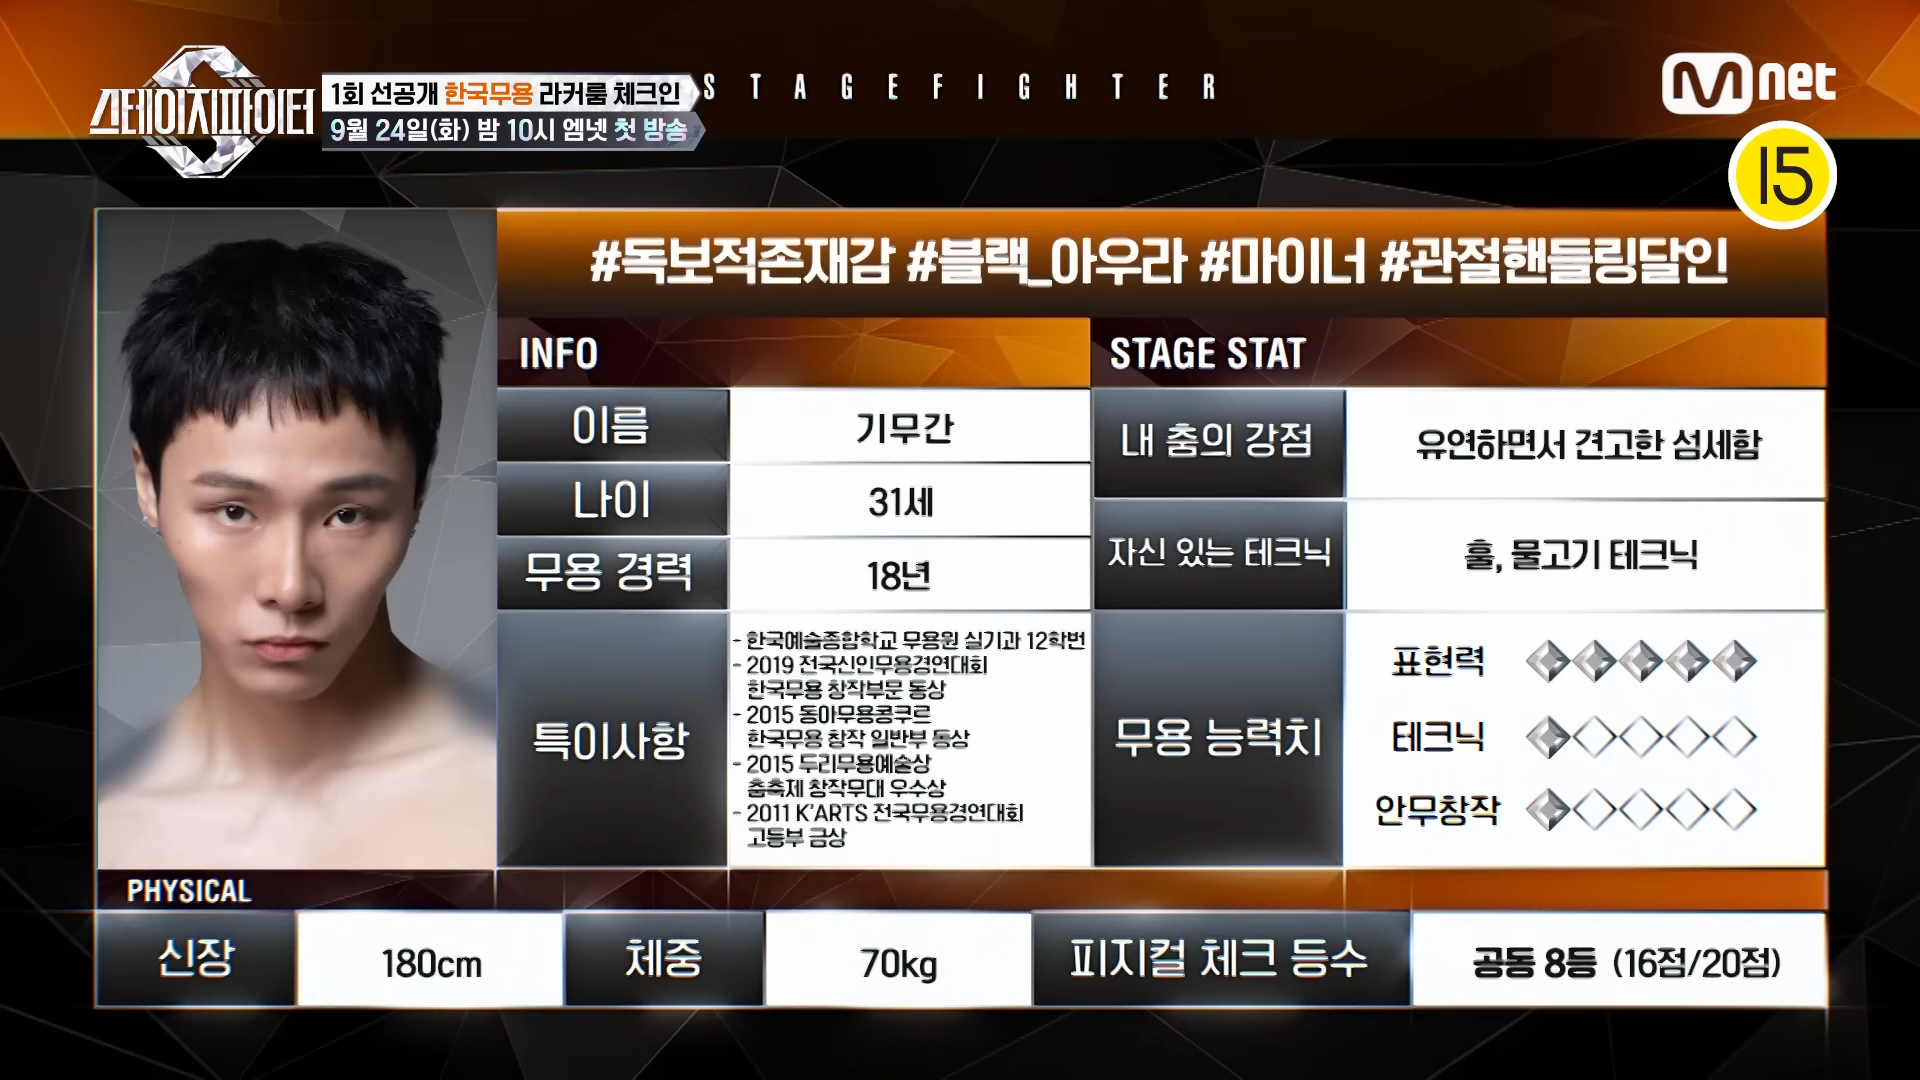 스테이지파이터
1회 선공개 한국무용 라커룸 체크인
9월 24일(화) 밤 10시 엠넷 첫 방송
STAGEFIGHTER
Mnet
15
#독보적존재감 #블랙_아우라 #마이너 #관절핸들링달인
INFO
이름 기무간
나이 31세
무용 경력 18년
특이사항
- 한국예술종합학교 무용원 실기과 12학번
- 2019 전국신인무용경연대회
한국무용 창작부문 동상
- 2015 동아무용콩쿠르
한국무용 창작 일반부 동상
- 2015 두리무용예술상
춤축제 창작무대 우수상
- 2011 K'ARTS 전국무용경연대회
고등부 금상
STAGE STAT
내 춤의 강점 유연하면서 견고한 섬세함
자신 있는 테크닉 훌, 물고기 테크닉
무용 능력치
표현력
테크닉
안무창작
PHYSICAL
신장 180cm 체중 70kg 피지컬 체크 등수 공동 8등 (16점/20점)